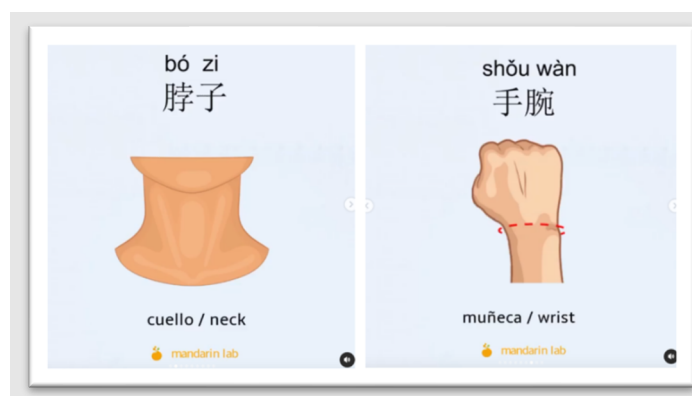 bó zi
脖子
cuello / neck
mandarin lab
shǒu wàn
手腕
muñeca / wrist
mandarin lab